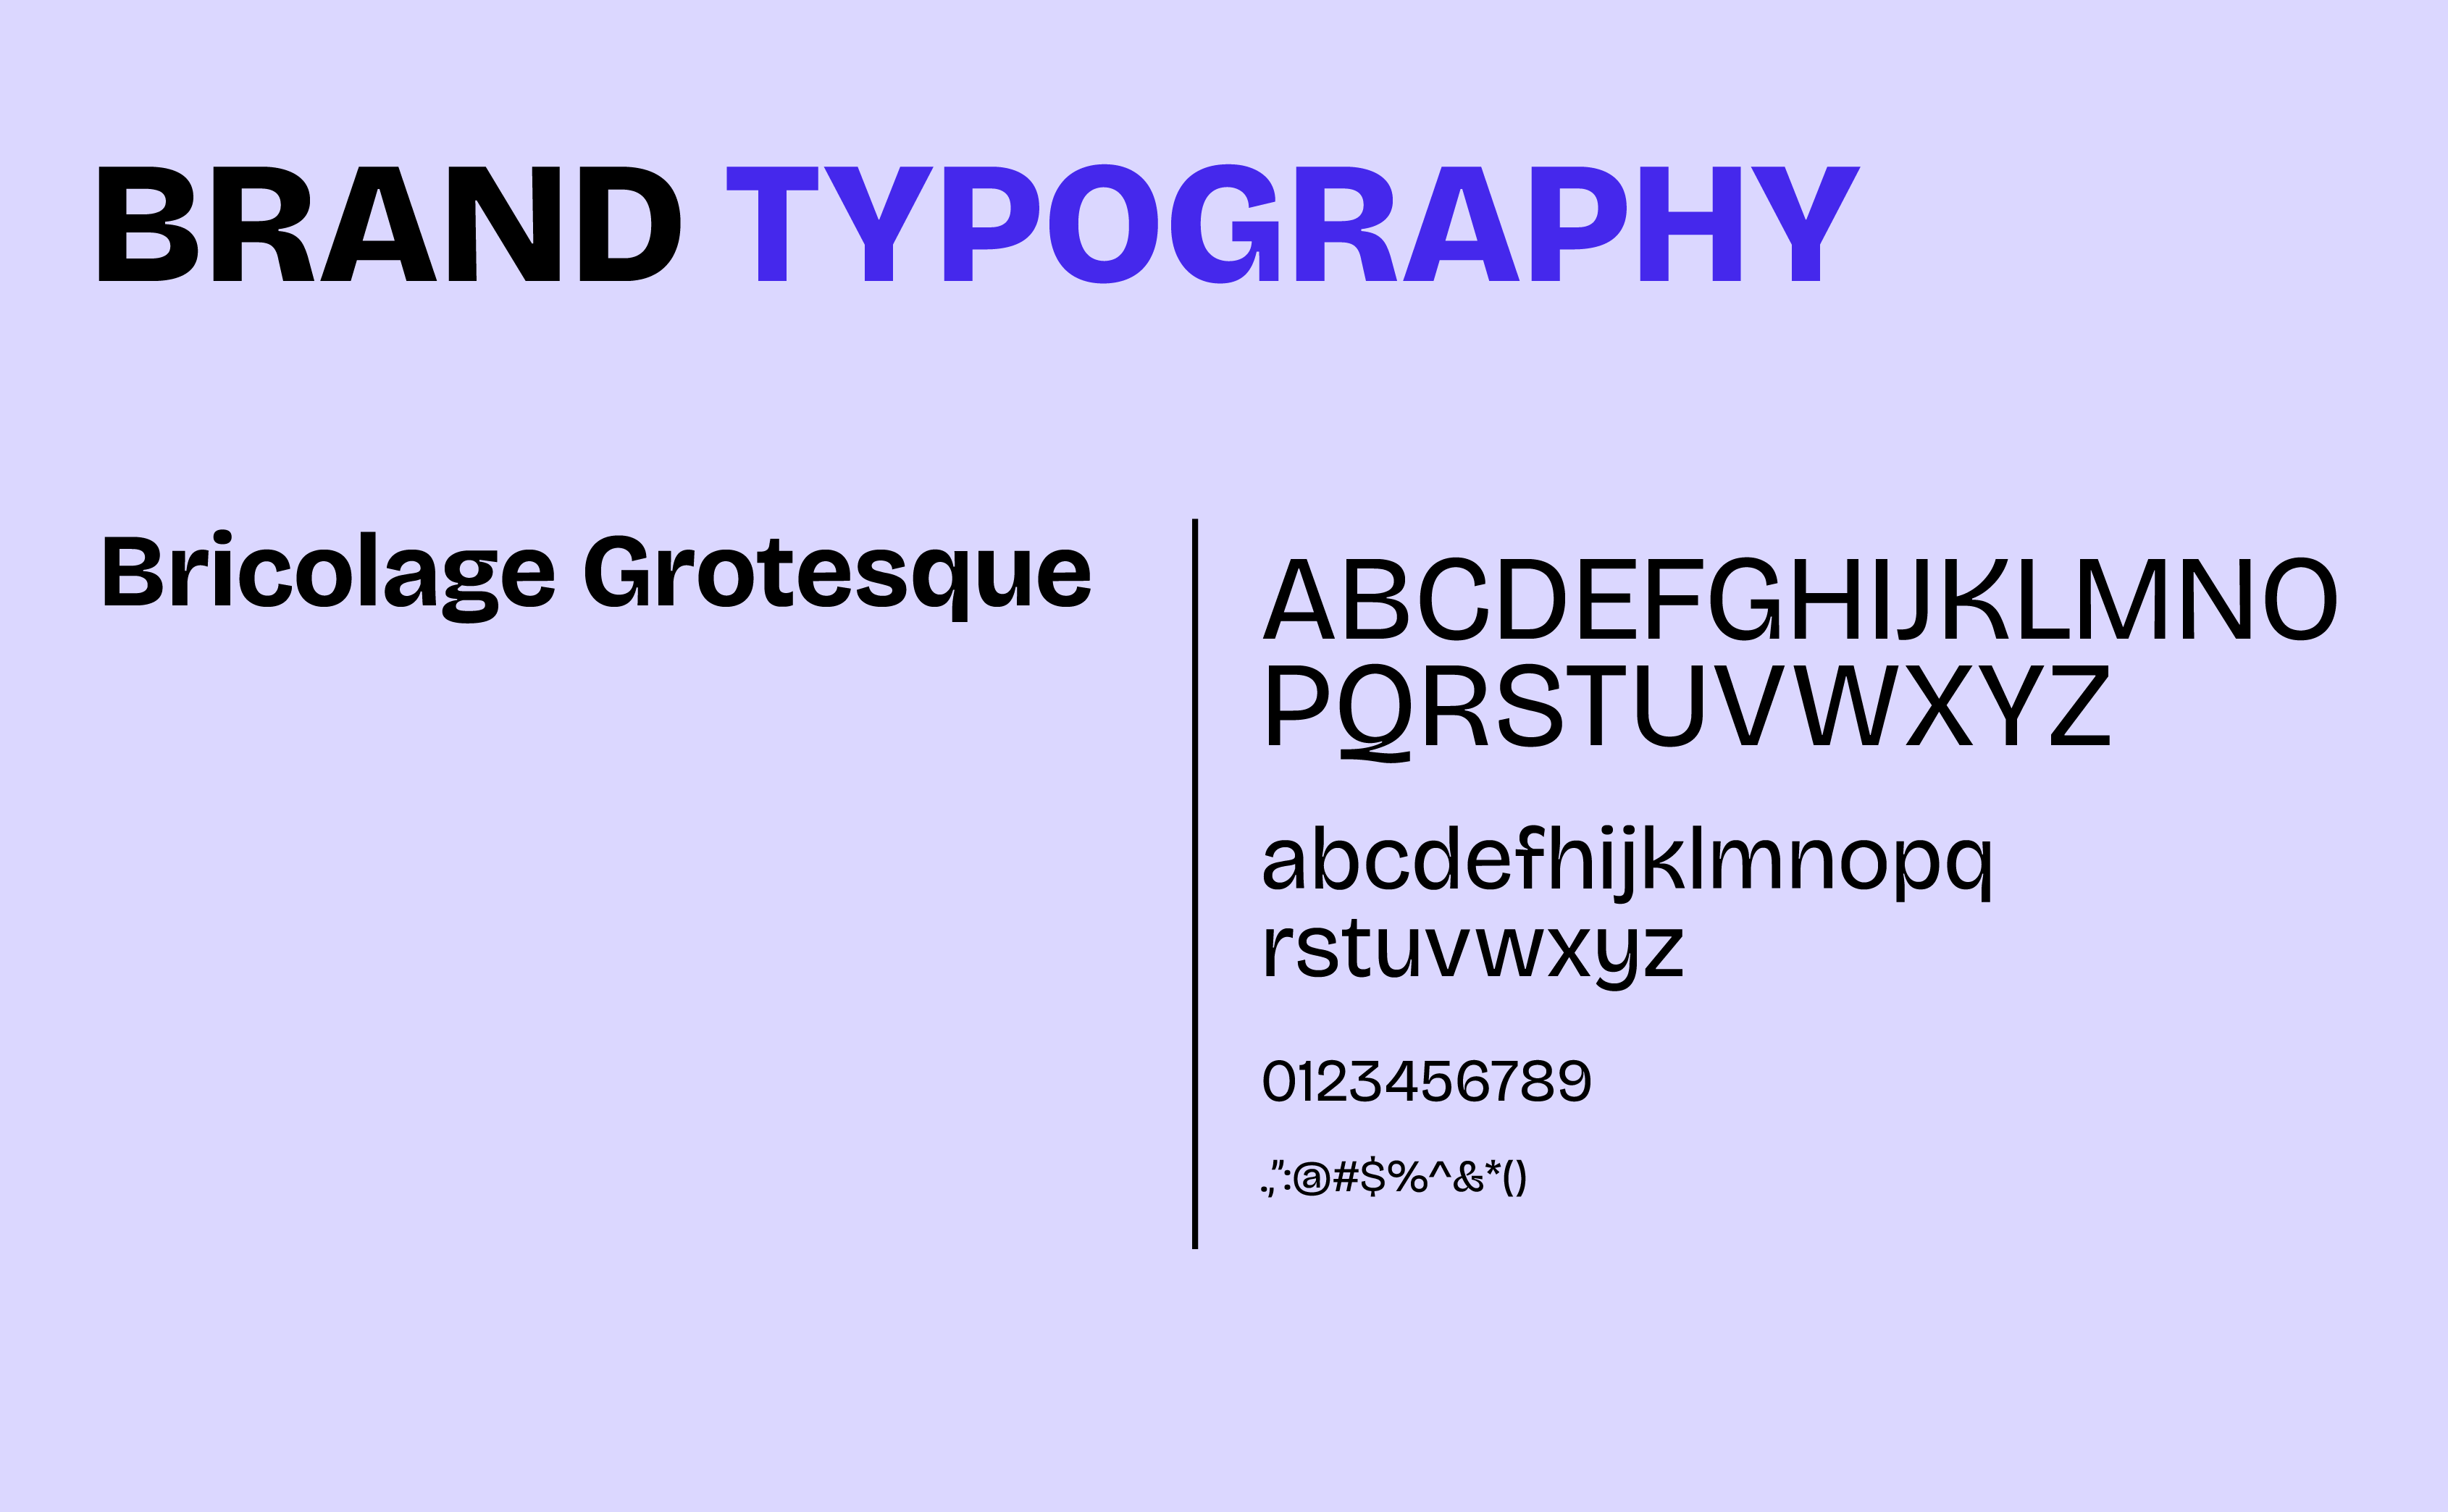 BRAND TYPOGRAPHY
Bricolage Grotesque
ABCDEFGHIJKLMNO
PQRSTUVWXYZ
abcdefhijklmnopq
rstuvwxyz
0123456789
.,”:@#$%^&*()